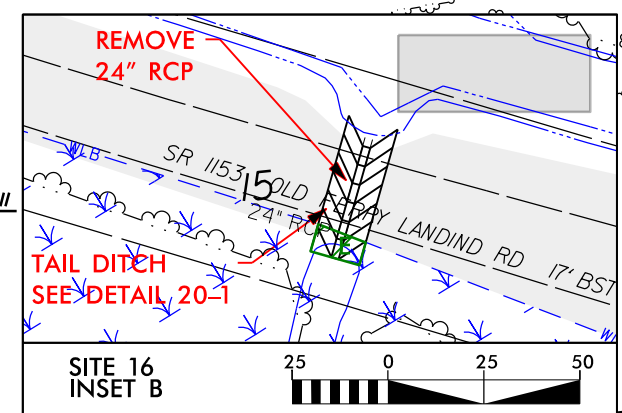 REMOVE
24" RCP
WLB
SR 1153 OLD FERRY LANDIND RD 17' BST
15
24" RCP
TAIL DITCH
SEE DETAIL 20-1
SITE 16
INSET B
25 0 25 50